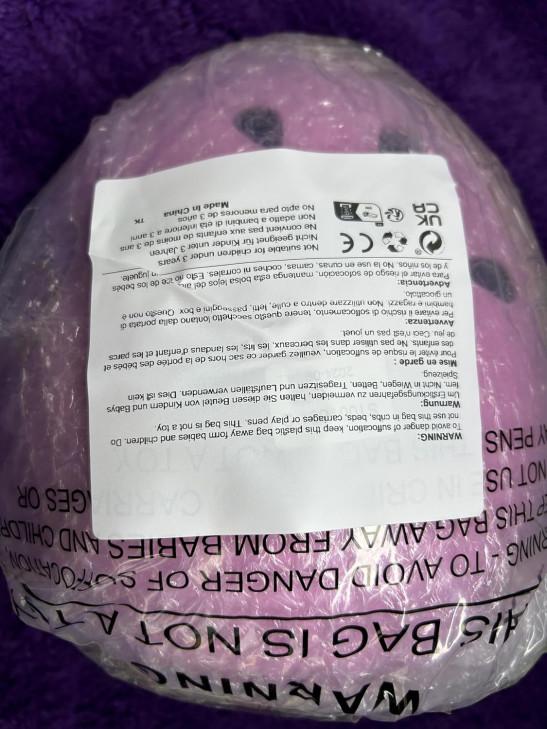 WARNING:
To avoid danger of suffocation, keep this plastic bag away form babies and children. Do
not use this bag in cribs, beds, carriages or play pens. This bag is not a toy.
Warnung:
Um Erstickungsgefahren zu vermeiden, halten Sie diesen Beutel von Kindern und Babys
fern. Nicht in Wiegen, Betten, Tragesitzen und Laufställen verwenden. Dies ist kein
Speizeug.
Mise en garde :
Pour éviter le risque de suffocation, veuillez garder ce sac hors de la portée des bébés et
des enfants. Ne pas utiliser dans les berceaux, les lits, les landaus d'enfant et les parcs
de jeu. Ceci n'est pas un jouet.
Avvertenza:
Per evitare il rischio di soffocamento, tenere questo sacchetto lontano dalla portata di
bambini e ragazzi. Non utilizzare dentro a culle, letti, passeggini e box. Questo non è
un giocattolo.
Advertencia:
Para evitar el riesgo de sofocación, mantenga esta bolsa lejos del de los bebés
y de los niños. No la use en cunas, camas, coches ni corrales. Esto no juguete.
Not suitable for children under 3 years
Nicht geeignet für Kinder unter 3 Jahren
Ne convient pas aux enfants de moins de 3 ans
Non adatto a bambini di età inferiore a 3 anni
No apto para menores de 3 años
Made In China
TK
CE
UK
CA
WARNING
THIS BAG IS NOT A TOY
WARNING - TO AVOID DANGER OF SUFFOCATION,
KEEP THIS BAG AWAY FROM BABIES AND CHILDREN
NOT USE IN CRIBS CARRIAGES OR
PLAY PENS THIS BAG IS NOT A TOY